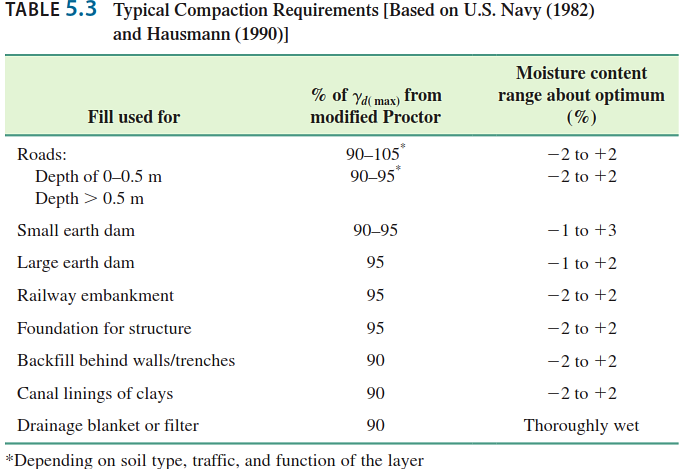 TABLE 5.3 Typical Compaction Requirements [Based on U.S. Navy (1982)
and Hausmann (1990)]
Fill used for % of γd(max) from modified Proctor Moisture content range about optimum (%)
Roads: 90–105* −2 to +2
Depth of 0–0.5 m 90–95* −2 to +2
Depth > 0.5 m
Small earth dam 90–95 −1 to +3
Large earth dam 95 −1 to +2
Railway embankment 95 −2 to +2
Foundation for structure 95 −2 to +2
Backfill behind walls/trenches 90 −2 to +2
Canal linings of clays 90 −2 to +2
Drainage blanket or filter 90 Thoroughly wet
*Depending on soil type, traffic, and function of the layer